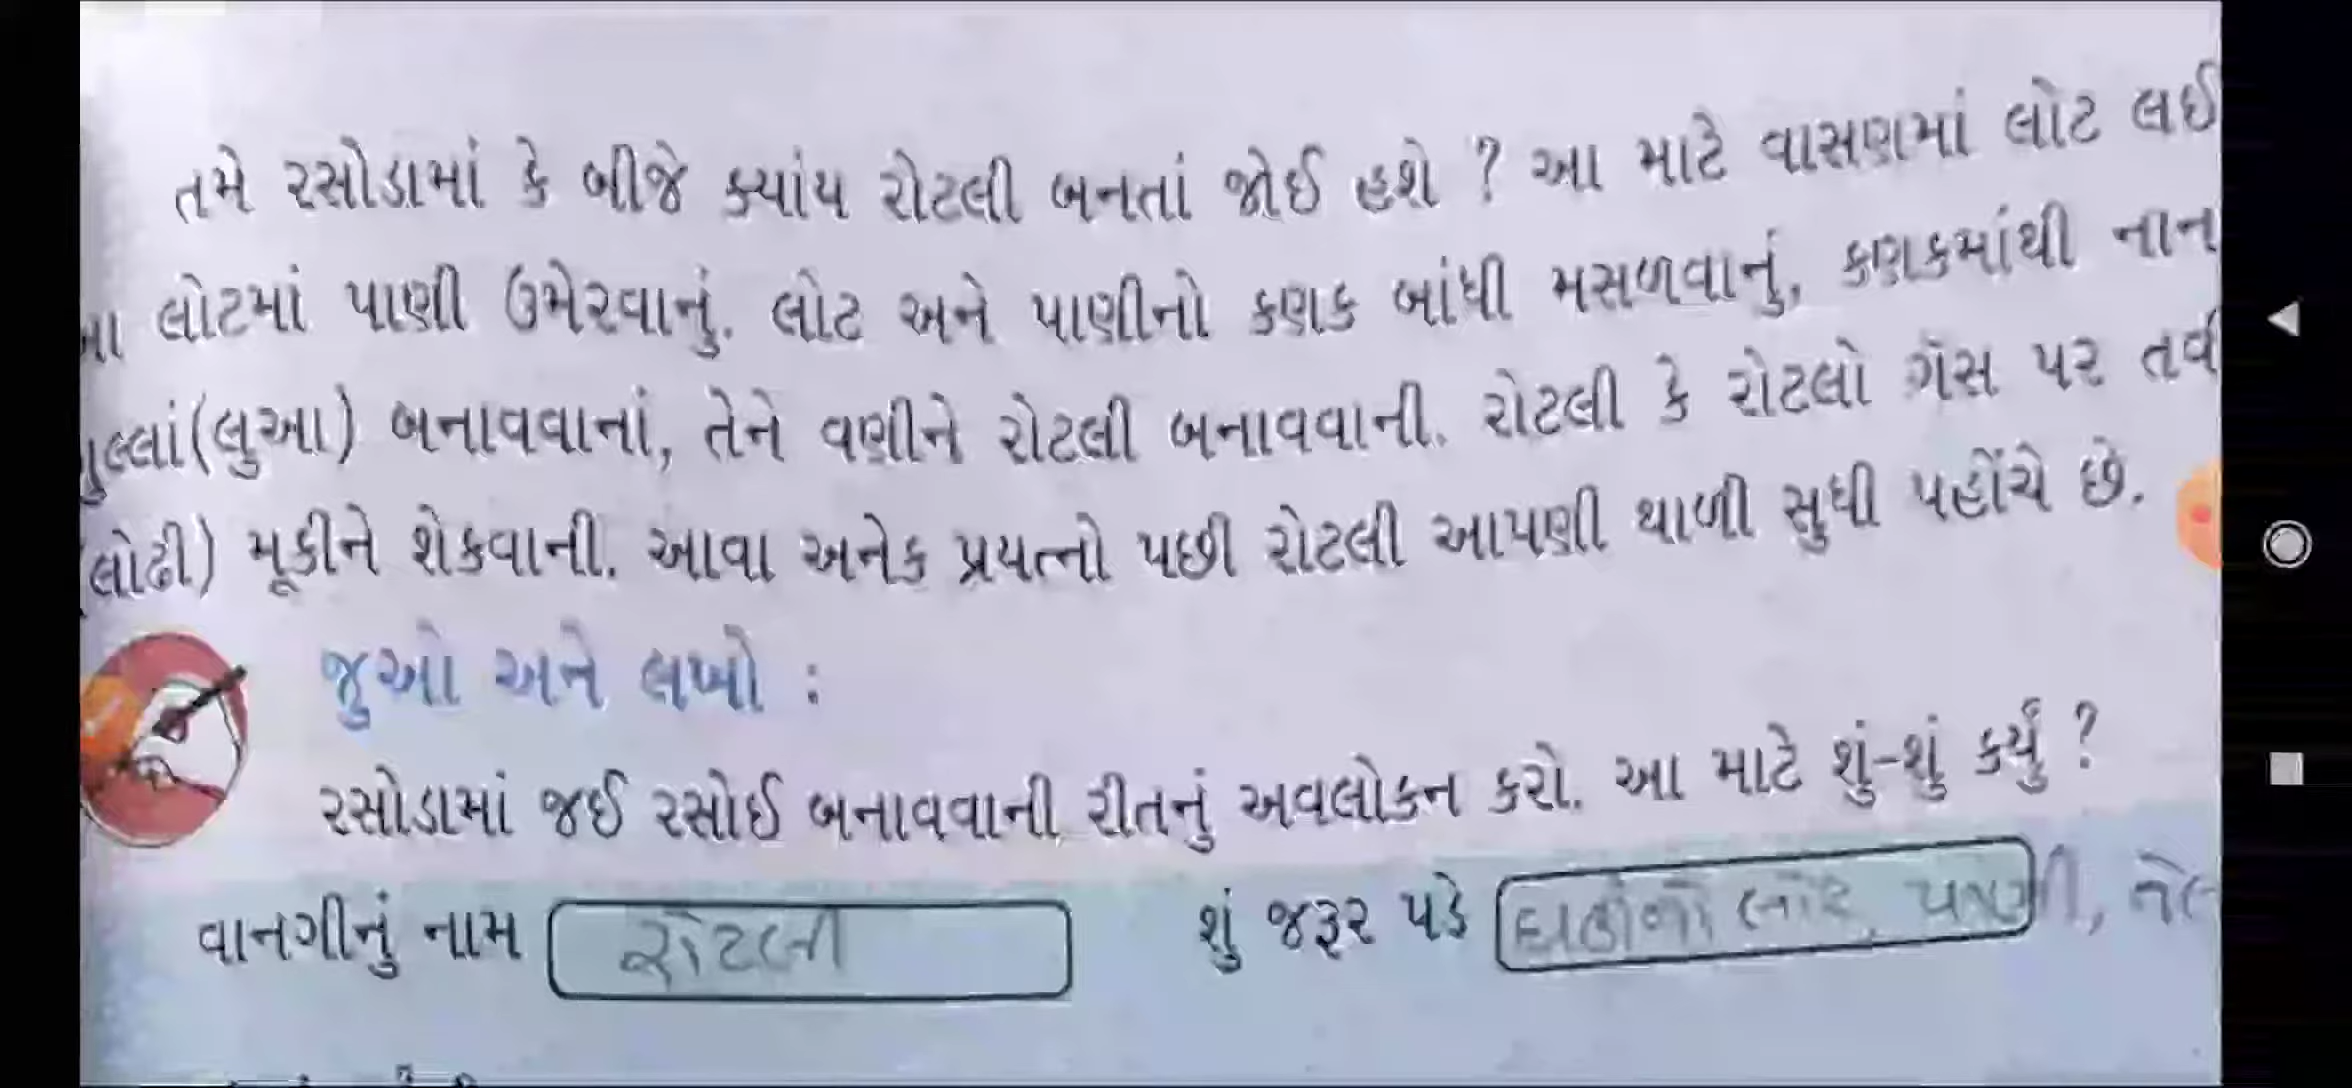 તમે રસોડામાં કે બીજે ક્યાંય રોટલી બનતાં જોઈ હશે ? આ માટે વાસણમાં લોટ લઈ
લોટમાં પાણી ઉમેરવાનું. લોટ અને પાણીનો કણક બાંધી મસળવાનું, કણકમાંથી નાન
ગુલ્લાં(લુઆ) બનાવવાનાં, તેને વણીને રોટલી બનાવવાની. રોટલી કે રોટલો ગૅસ પર
(લોઢી) મૂકીને શેકવાની. આવા અનેક પ્રયત્નો પછી રોટલી આપણી થાળી સુધી પહોંચે છે.
જુઓ અને લખો :
રસોડામાં જઈ રસોઈ બનાવવાની રીતનું અવલોકન કરો. આ માટે શું-શું કર્યું ?
વાનગીનું નામ રોટલી શું જરૂર પડે ઘઉંનો લોટ, પાણી, તેલ